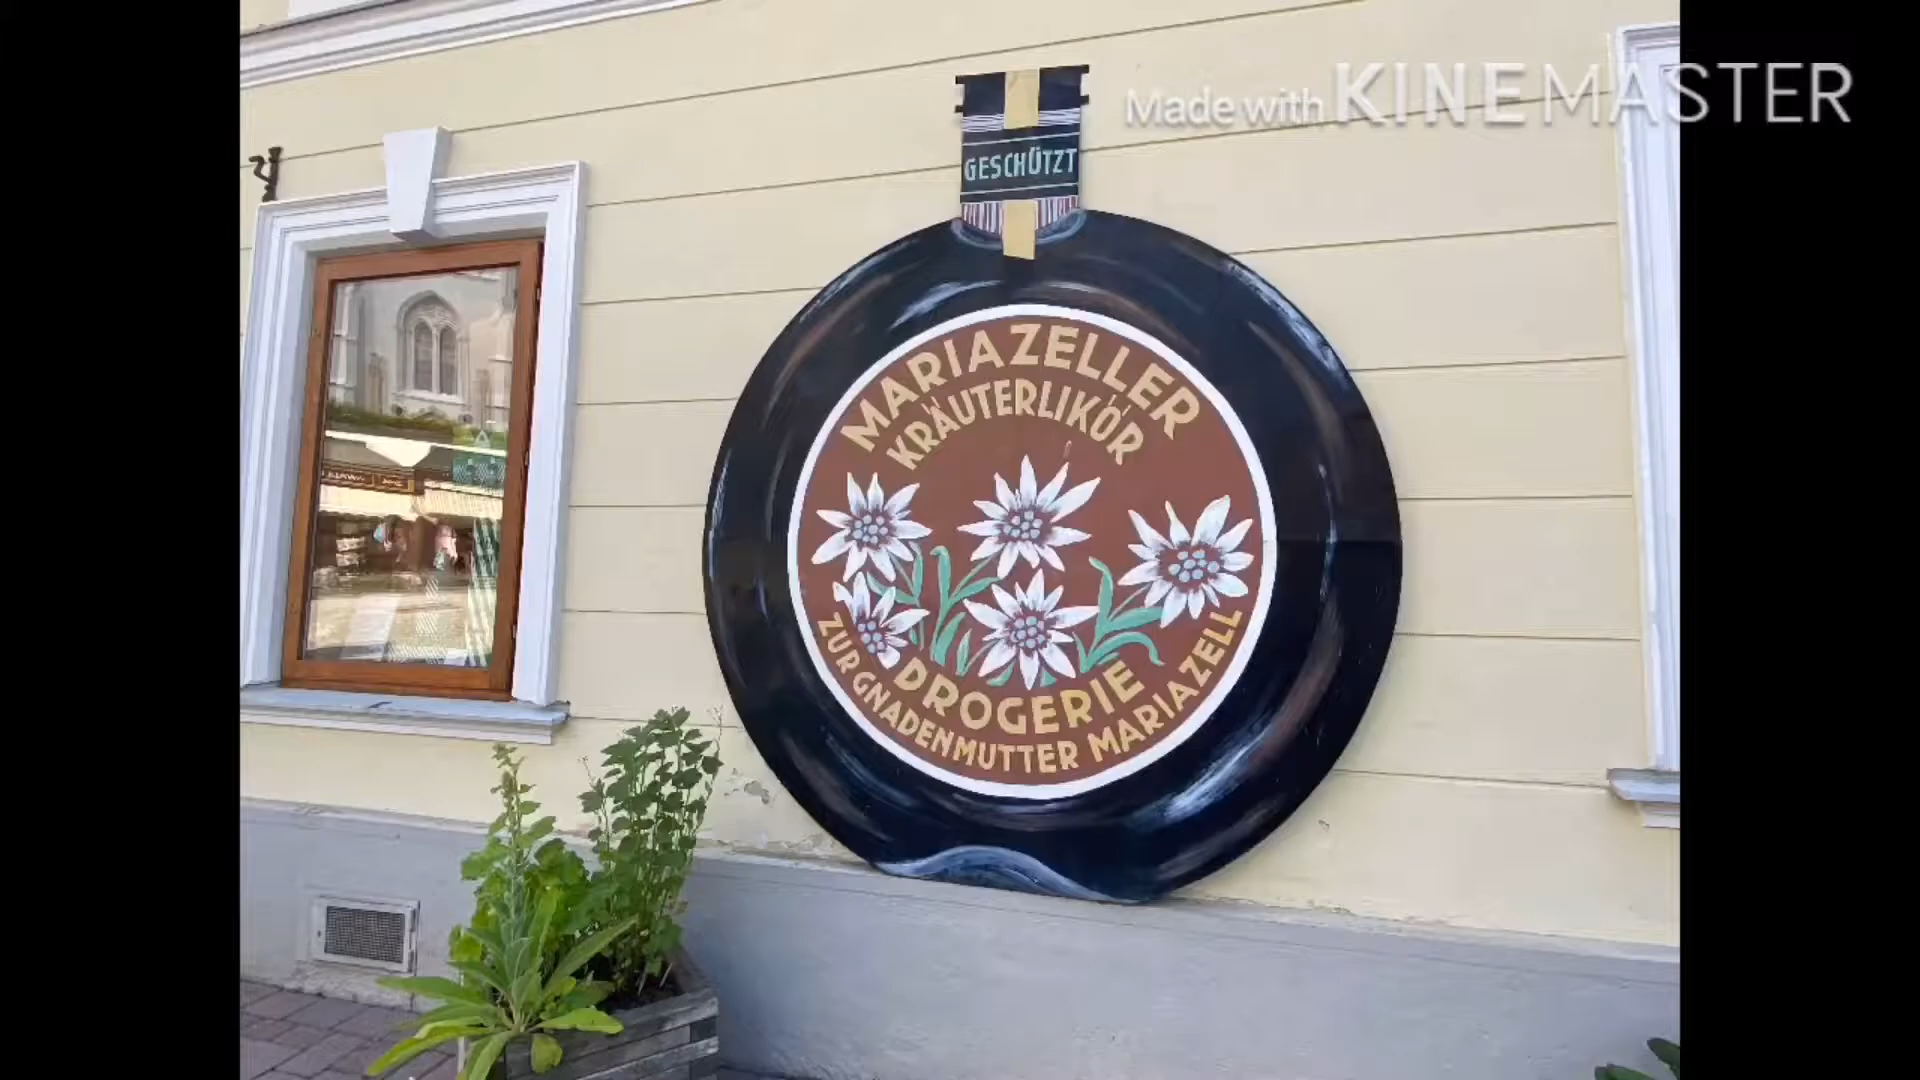 Made with KINEMASTER
GESCHÜTZT
MARIAZELLER
KRÄUTERLIKÖR
DROGERIE
ZUR GNADENMUTTER MARIAZELL